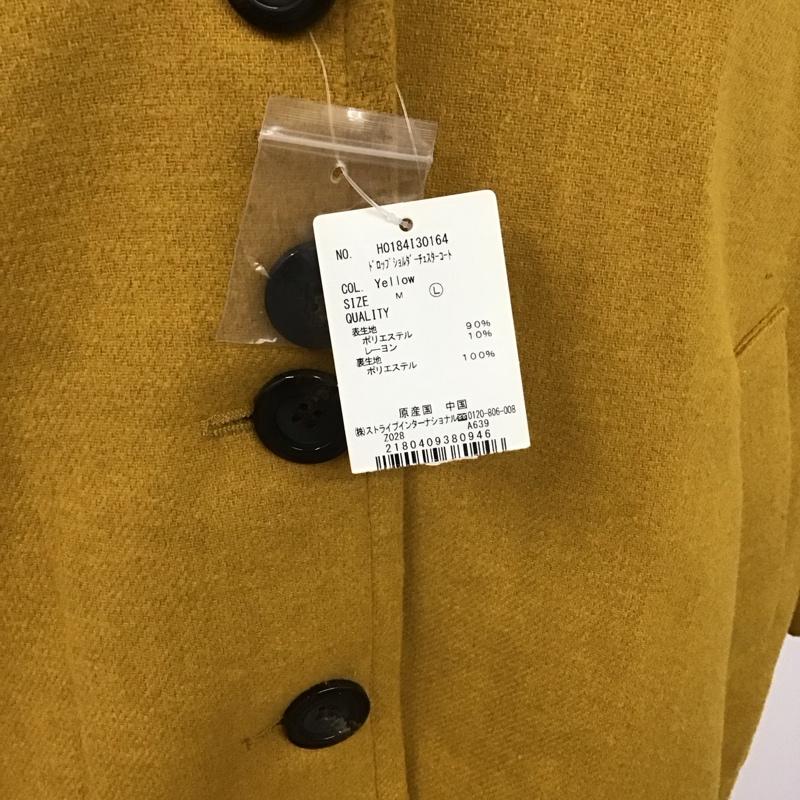 NO. H0184I30164
ドロップショルダーチェスターコート
COL. Yellow
SIZE M Ⓛ
QUALITY
表生地
ポリエステル 90%
レーヨン 10%
裏生地
ポリエステル 100%
原産国 中国
㈱ストライプインターナショナル☎0120-806-008
Z028 A639
2180409380946